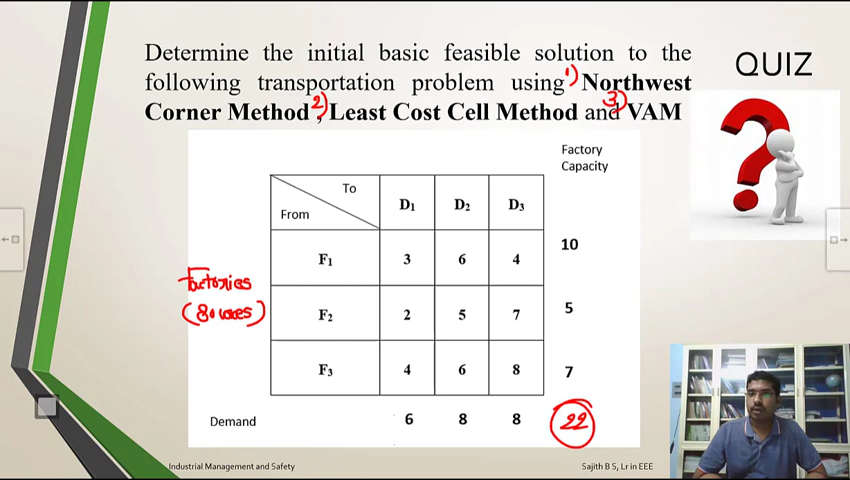 Determine the initial basic feasible solution to the
following transportation problem using 1) Northwest
Corner Method 2) , Least Cost Cell Method and 3) VAM
QUIZ
Factory
Capacity
To
From
D1 D2 D3
F1 3 6 4 10
Factories
(Sources)
F2 2 5 7 5
F3 4 6 8 7
Demand 6 8 8 22
Industrial Management and Safety
Sajith B S, Lr in EEE